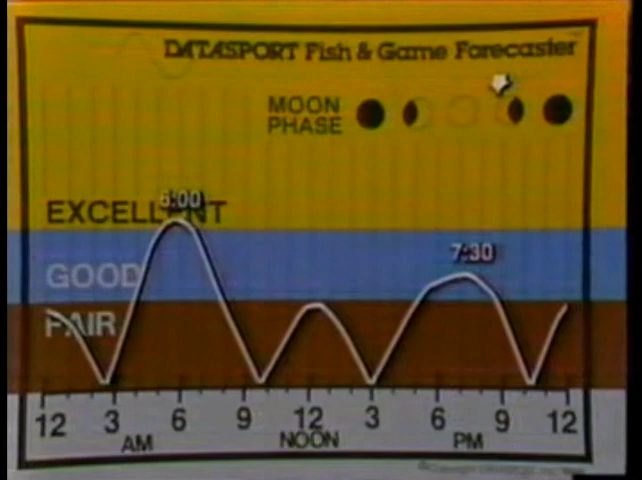 DATASPORT Fish & Game Forecaster
MOON
PHASE
6:00
EXCELLENT
7:30
GOOD
FAIR
12 3 6 9 12 3 6 9 12
AM NOON PM